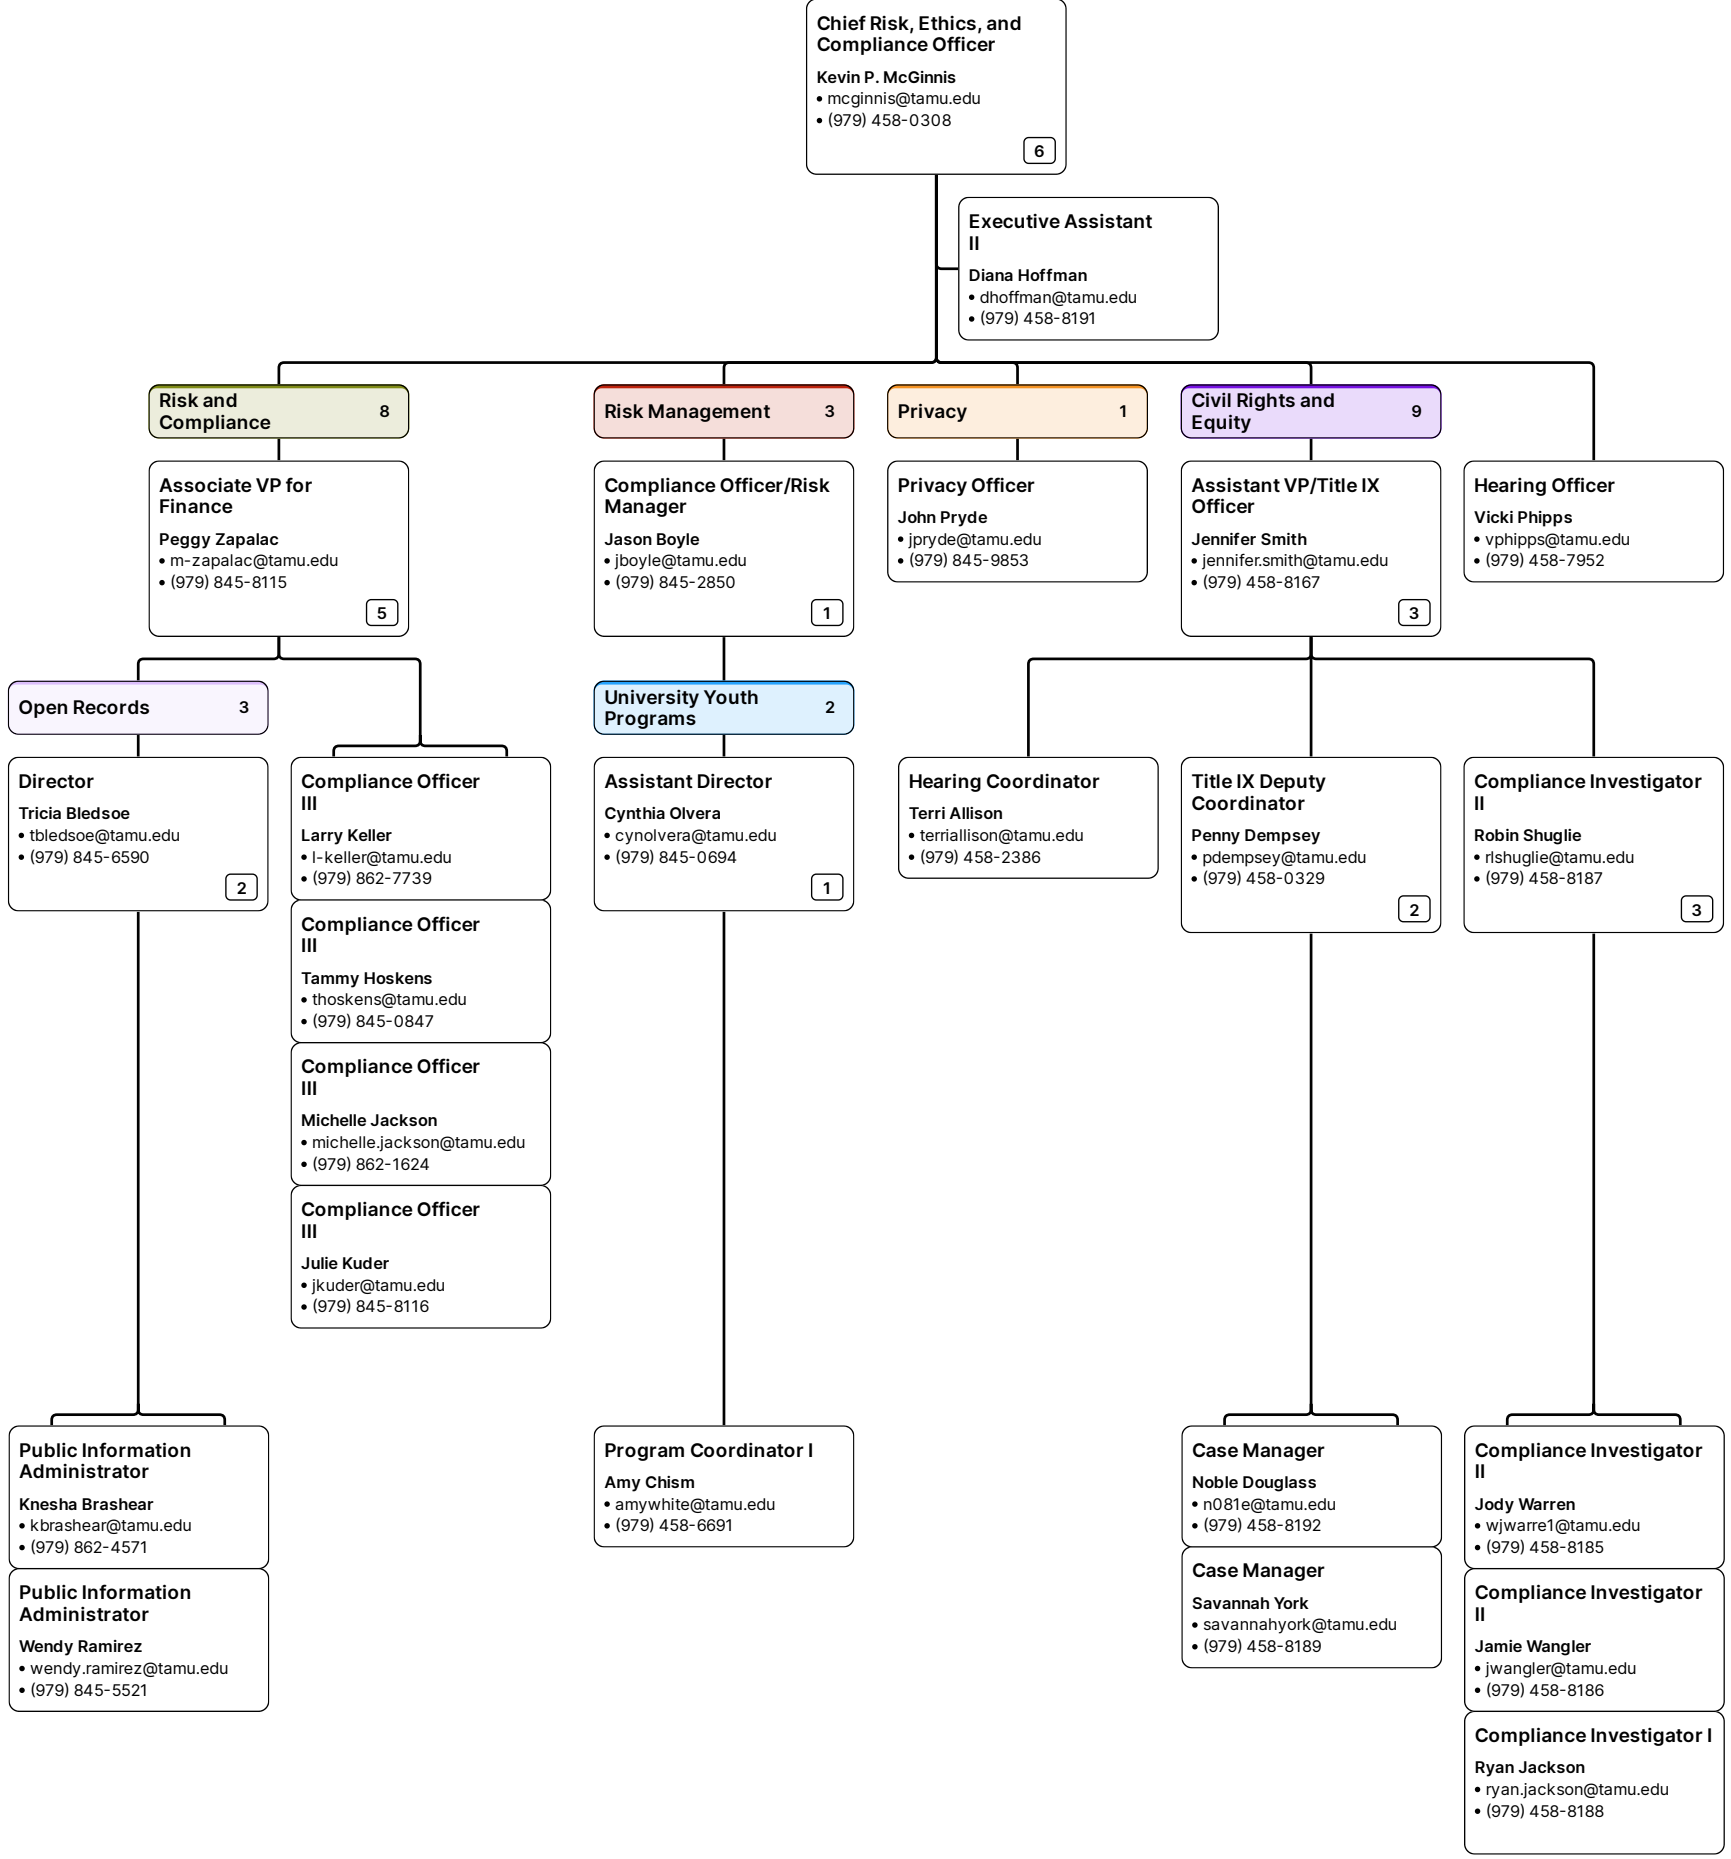 Chief Risk, Ethics, and
Compliance Officer
Kevin P. McGinnis
• mcginnis@tamu.edu
• (979) 458-0308
6
Executive Assistant
II
Diana Hoffman
• dhoffman@tamu.edu
• (979) 458-8191
Risk and
Compliance
8
Risk Management
3
Privacy
1
Civil Rights and
Equity
9
Associate VP for
Finance
Peggy Zapalac
• m-zapalac@tamu.edu
• (979) 845-8115
5
Compliance Officer/Risk
Manager
Jason Boyle
• jboyle@tamu.edu
• (979) 845-2850
1
Privacy Officer
John Pryde
• jpryde@tamu.edu
• (979) 845-9853
Assistant VP/Title IX
Officer
Jennifer Smith
• jennifer.smith@tamu.edu
• (979) 458-8167
3
Hearing Officer
Vicki Phipps
• vphipps@tamu.edu
• (979) 458-7952
Open Records
3
University Youth
Programs
2
Director
Tricia Bledsoe
• tbledsoe@tamu.edu
• (979) 845-6590
2
Compliance Officer
III
Larry Keller
• l-keller@tamu.edu
• (979) 862-7739
Compliance Officer
III
Tammy Hoskens
• thoskens@tamu.edu
• (979) 845-0847
Compliance Officer
III
Michelle Jackson
• michelle.jackson@tamu.edu
• (979) 862-1624
Compliance Officer
III
Julie Kuder
• jkuder@tamu.edu
• (979) 845-8116
Assistant Director
Cynthia Olvera
• cynolvera@tamu.edu
• (979) 845-0694
1
Hearing Coordinator
Terri Allison
• terriallison@tamu.edu
• (979) 458-2386
Title IX Deputy
Coordinator
Penny Dempsey
• pdempsey@tamu.edu
• (979) 458-0329
2
Compliance Investigator
II
Robin Shuglie
• rlshuglie@tamu.edu
• (979) 458-8187
3
Public Information
Administrator
Knesha Brashear
• kbrashear@tamu.edu
• (979) 862-4571
Public Information
Administrator
Wendy Ramirez
• wendy.ramirez@tamu.edu
• (979) 845-5521
Program Coordinator I
Amy Chism
• amywhite@tamu.edu
• (979) 458-6691
Case Manager
Noble Douglass
• n081e@tamu.edu
• (979) 458-8192
Case Manager
Savannah York
• savannahyork@tamu.edu
• (979) 458-8189
Compliance Investigator
II
Jody Warren
• wjwarre1@tamu.edu
• (979) 458-8185
Compliance Investigator
II
Jamie Wangler
• jwangler@tamu.edu
• (979) 458-8186
Compliance Investigator I
Ryan Jackson
• ryan.jackson@tamu.edu
• (979) 458-8188